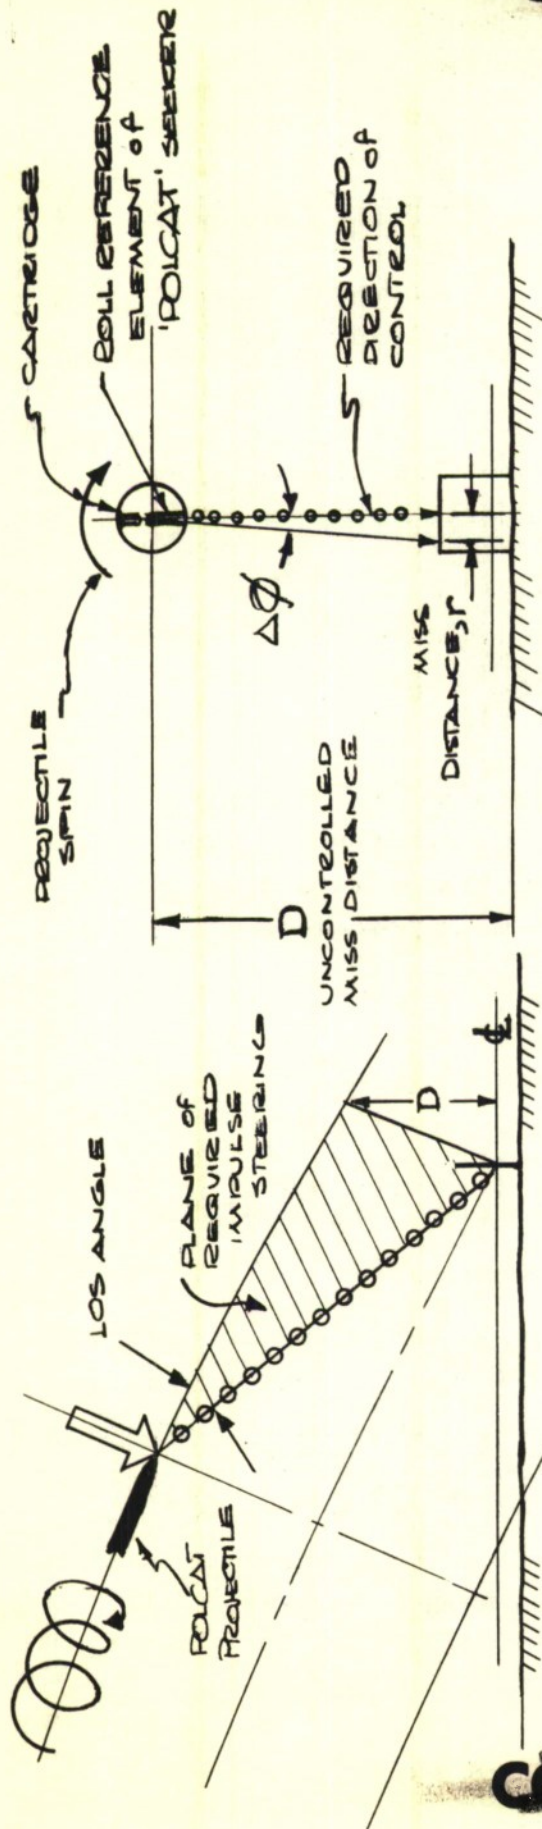 LOS ANGLE
PLANE of
REQUIRED
IMPULSE
STEERING
POLCAT
PROJECTILE
D
℄
PROJECTILE
SPIN
CARTRIDGE
ROLL REFERENCE
ELEMENT of
'POLCAT' SEEKER
D
UNCONTROLLED
MISS DISTANCE
Δφ
REQUIRED
DIRECTION of
CONTROL
MISS
DISTANCE, r